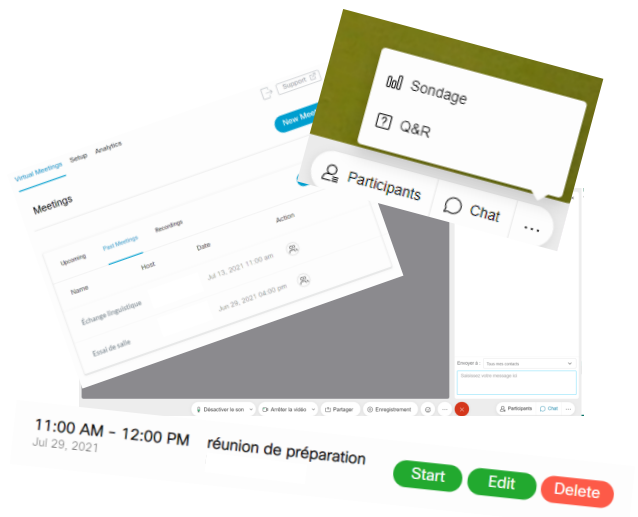 Support
New Meet
Virtual Meetings Setup Analytics
Meetings
Upcoming Past Meetings Recordings
Name Host Date Action
Échange linguistique Jul 13, 2021 11:00 am
Essai de salle Jun 29, 2021 04:00 pm
Sondage
Q&R
Participants Chat ...
Envoyer à : Tous mes contacts
Saisissez votre message ici
Désactiver le son Arrêter la vidéo Partager Enregistrement ... Participants Chat ...
11:00 AM – 12:00 PM réunion de préparation Start Edit Delete
Jul 29, 2021